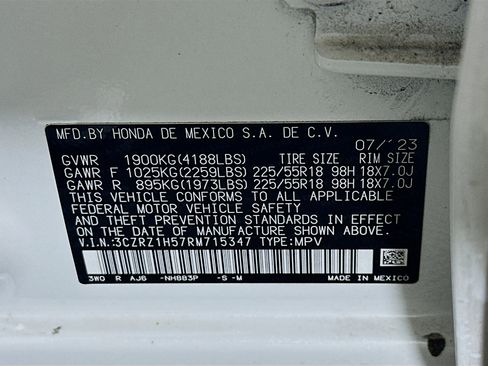 MFD.BY HONDA DE MEXICO S.A. DE C.V.
07/'23
GVWR 1900KG(4188LBS) TIRE SIZE RIM SIZE
GAWR F 1025KG(2259LBS) 225/55R18 98H 18X7.0J
GAWR R 895KG(1973LBS) 225/55R18 98H 18X7.0J
THIS VEHICLE CONFORMS TO ALL APPLICABLE
FEDERAL MOTOR VEHICLE SAFETY
AND THEFT PREVENTION STANDARDS IN EFFECT
ON THE DATE OF MANUFACTURE SHOWN ABOVE.
V.I.N:3CZRZ1H57RM715347 TYPE:MPV
3W0 R AJ6 -NH883P -S -M MADE IN MEXICO